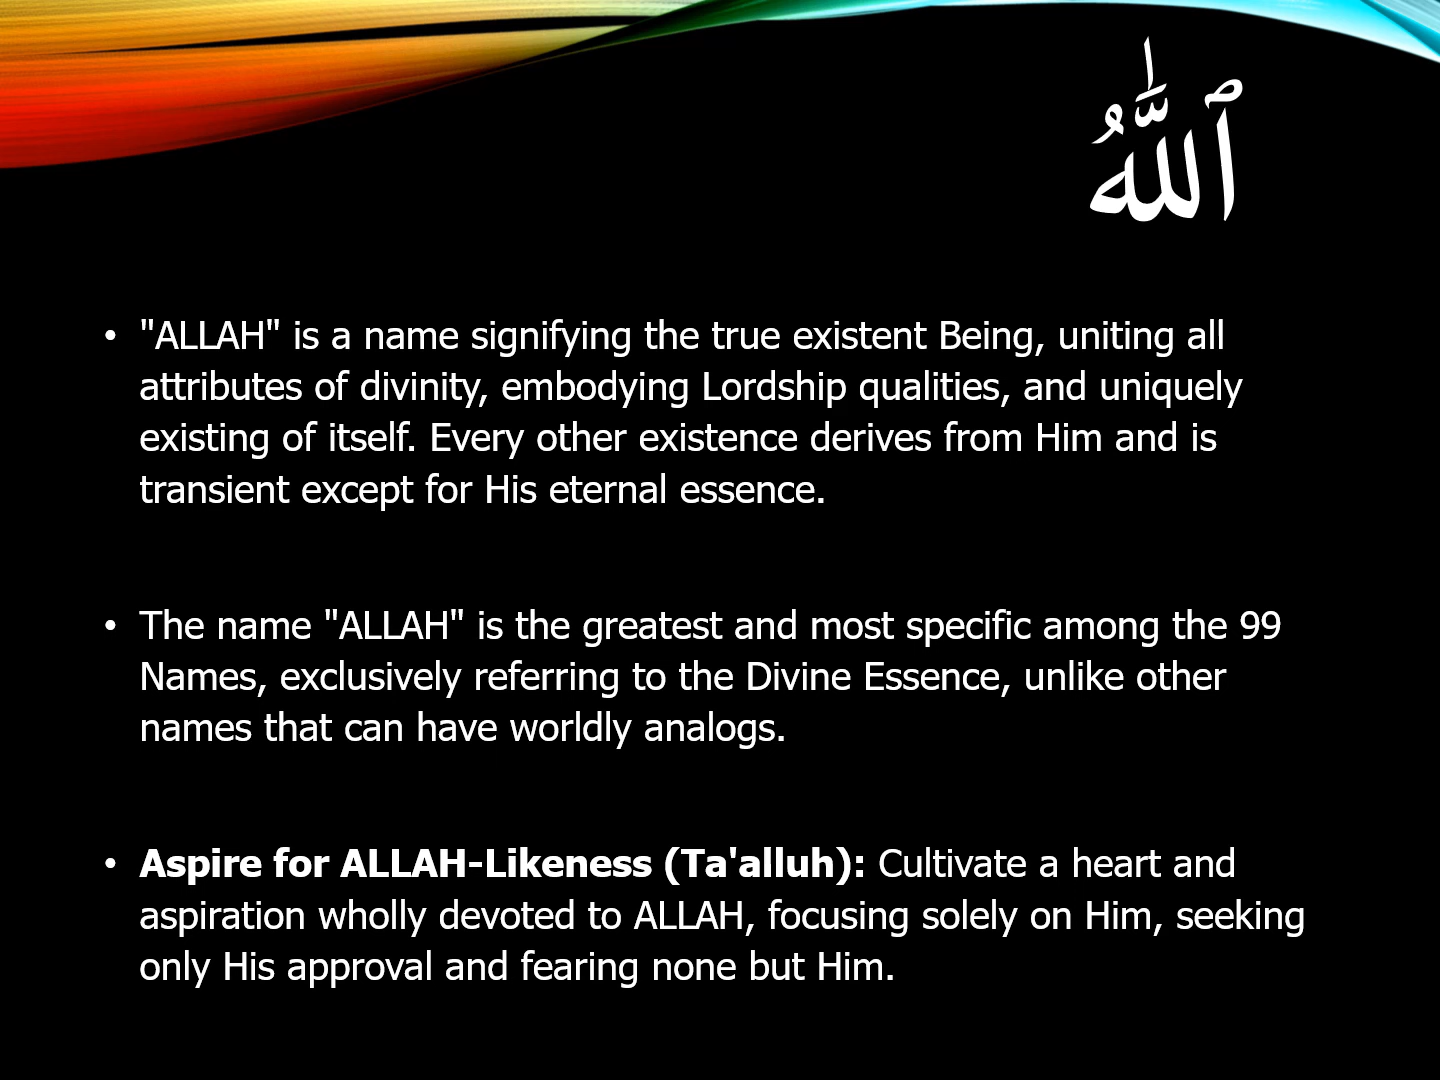 ٱللَّٰهُ
• "ALLAH" is a name signifying the true existent Being, uniting all
attributes of divinity, embodying Lordship qualities, and uniquely
existing of itself. Every other existence derives from Him and is
transient except for His eternal essence.
• The name "ALLAH" is the greatest and most specific among the 99
Names, exclusively referring to the Divine Essence, unlike other
names that can have worldly analogs.
• Aspire for ALLAH-Likeness (Ta'alluh): Cultivate a heart and
aspiration wholly devoted to ALLAH, focusing solely on Him, seeking
only His approval and fearing none but Him.